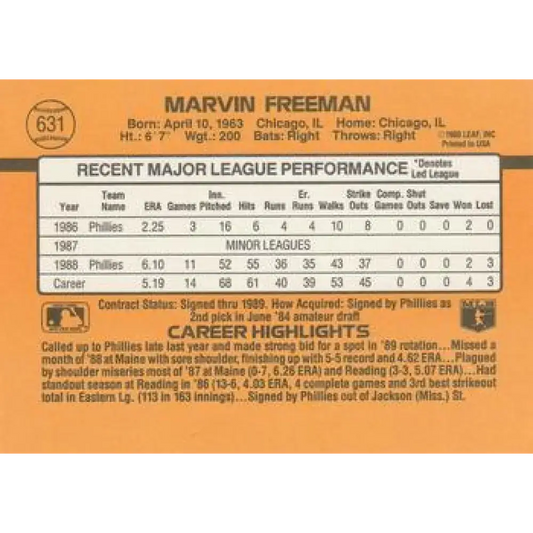 MARVIN FREEMAN
631
Born: April 10, 1963 Chicago, IL Home: Chicago, IL
Ht.: 6'7" Wgt.: 200 Bats: Right Throws: Right
LEAF, INC
Printed in USA
RECENT MAJOR LEAGUE PERFORMANCE *Denotes Led League
Year Team Name ERA Games Inn. Pitched Hits Runs Er. Runs Walks Strike Outs Comp. Games Shut Outs Save Won Lost
1986 Phillies 2.25 3 16 6 4 4 10 8 0 0 0 2 0
1987 MINOR LEAGUES
1988 Phillies 6.10 11 52 55 36 35 43 37 0 0 0 2 3
Career 5.19 14 68 61 40 39 53 45 0 0 0 4 3
Contract Status: Signed thru 1989. How Acquired: Signed by Phillies as
2nd pick in June '84 amateur draft
MLB
CAREER HIGHLIGHTS
Called up to Phillies late last year and made strong bid for a spot in '89 rotation...Missed a
month of '88 at Maine with sore shoulder, finishing up with 5-5 record and 4.62 ERA...Plagued
by shoulder miseries most of '87 at Maine (0-7, 6.26 ERA) and Reading (3-3, 5.07 ERA)...Had
standout season at Reading in '86 (13-6, 4.03 ERA, 4 complete games and 3rd best strikeout
total in Eastern Lg. (113 in 163 innings)...Signed by Phillies out of Jackson (Miss.) St.